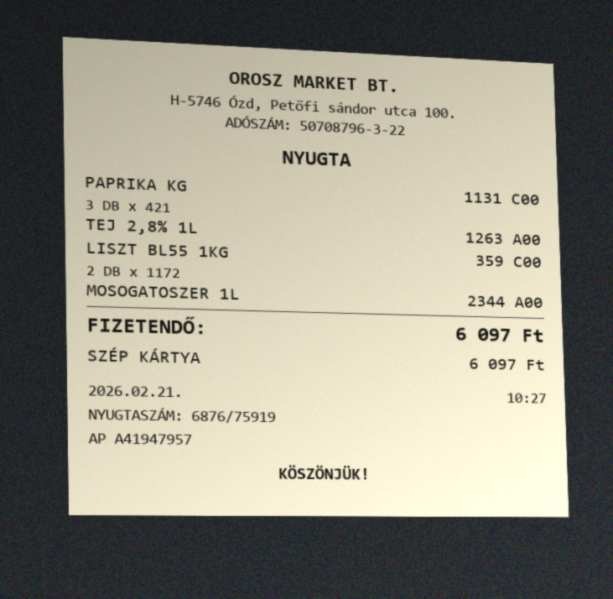 OROSZ MARKET BT.
H-5746 Ózd, Petőfi sándor utca 100.
ADÓSZÁM: 50708796-3-22
NYUGTA
PAPRIKA KG 1131 C00
3 DB x 421
TEJ 2,8% 1L 1263 A00
LISZT BL55 1KG 359 C00
2 DB x 1172
MOSOGATOSZER 1L 2344 A00
FIZETENDŐ: 6 097 Ft
SZÉP KÁRTYA 6 097 Ft
2026.02.21. 10:27
NYUGTASZÁM: 6876/75919
AP A41947957
KÖSZÖNJÜK!